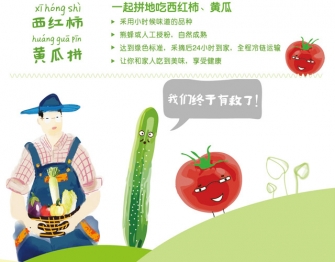 xī hóng shì
西红柿
huáng guā pīn
黄瓜拼
一起拼地吃西红柿、黄瓜
采用小时候味道的品种
熊蜂或人工授粉，自然成熟
达到绿色标准，采摘后24小时到家，全程冷链运输
让你和家人吃到美味，享受健康
我们终于有救了！